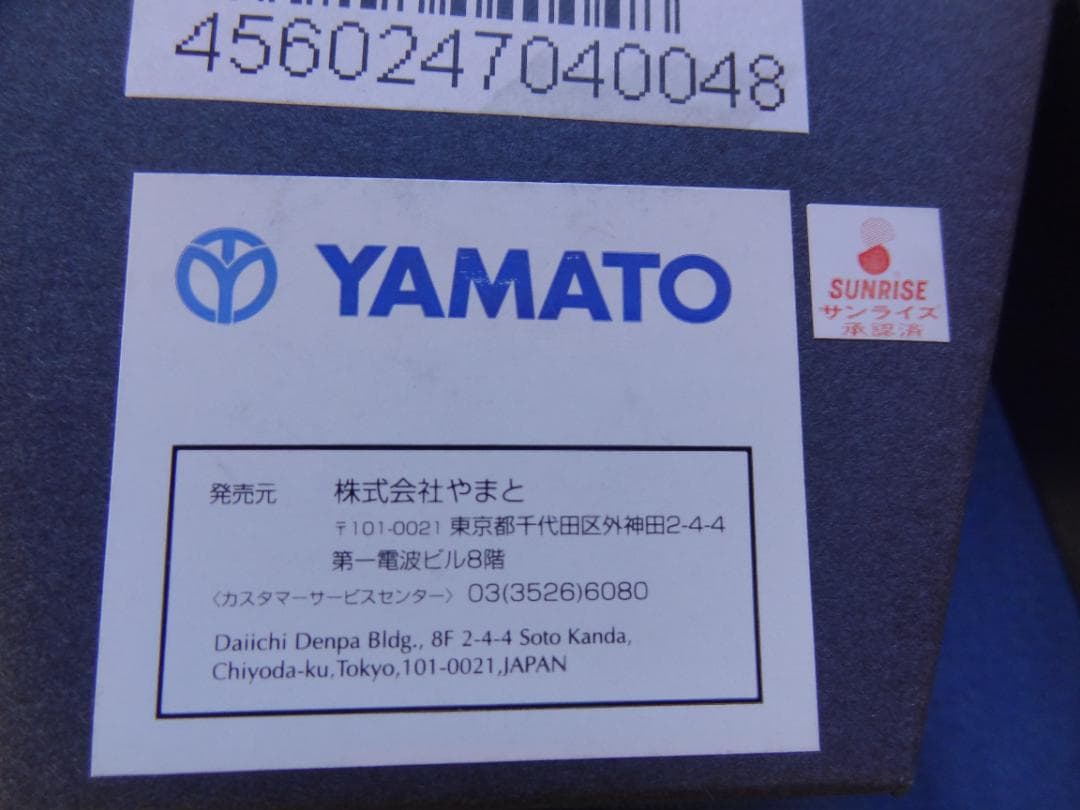 4560247040048
YAMATO
SUNRISE
サンライズ
承認済
発売元 株式会社やまと
〒101-0021 東京都千代田区外神田2-4-4
第一電波ビル8階
〈カスタマーサービスセンター〉 03(3526)6080
Daiichi Denpa Bldg., 8F 2-4-4 Soto Kanda,
Chiyoda-ku,Tokyo,101-0021,JAPAN